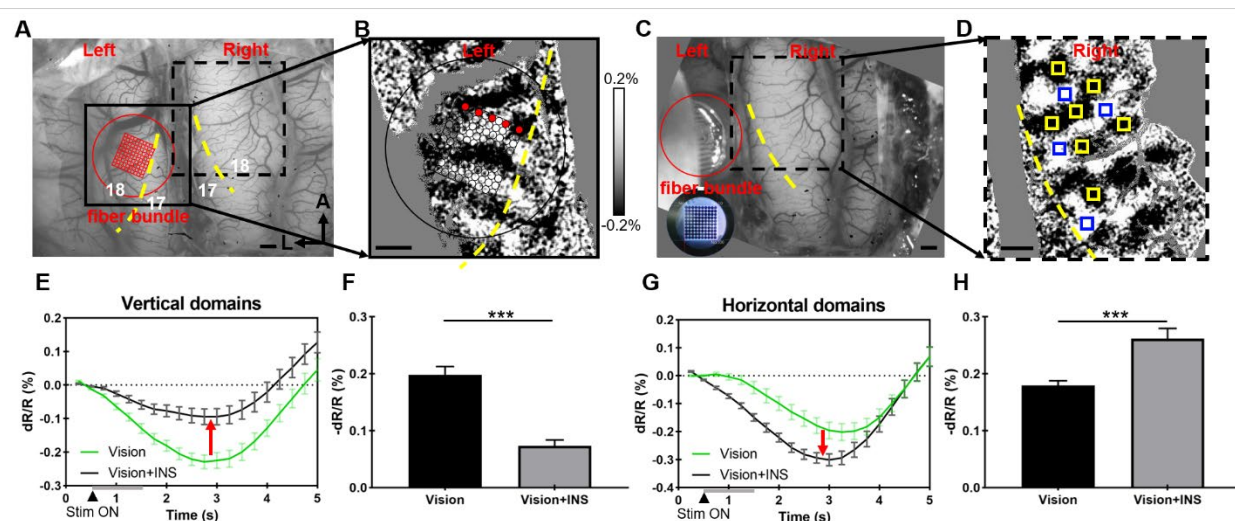 A
Left
Right
18
17
fiber bundle
17
18
A
L
B
Left
0.2%
-0.2%
C
Left
Right
fiber bundle
D
Right
E
Vertical domains
dR/R (%)
0.2
0.1
0.0
-0.1
-0.2
-0.3
Vision
Vision+INS
0 1 2 3 4 5
Stim ON
Time (s)
F
***
-dR/R (%)
0.3
0.2
0.1
0.0
Vision
Vision+INS
G
Horizontal domains
dR/R (%)
0.2
0.1
0.0
-0.1
-0.2
-0.3
-0.4
Vision
Vision+INS
0 1 2 3 4 5
Stim ON
Time (s)
H
***
-dR/R (%)
0.3
0.2
0.1
0.0
Vision
Vision+INS